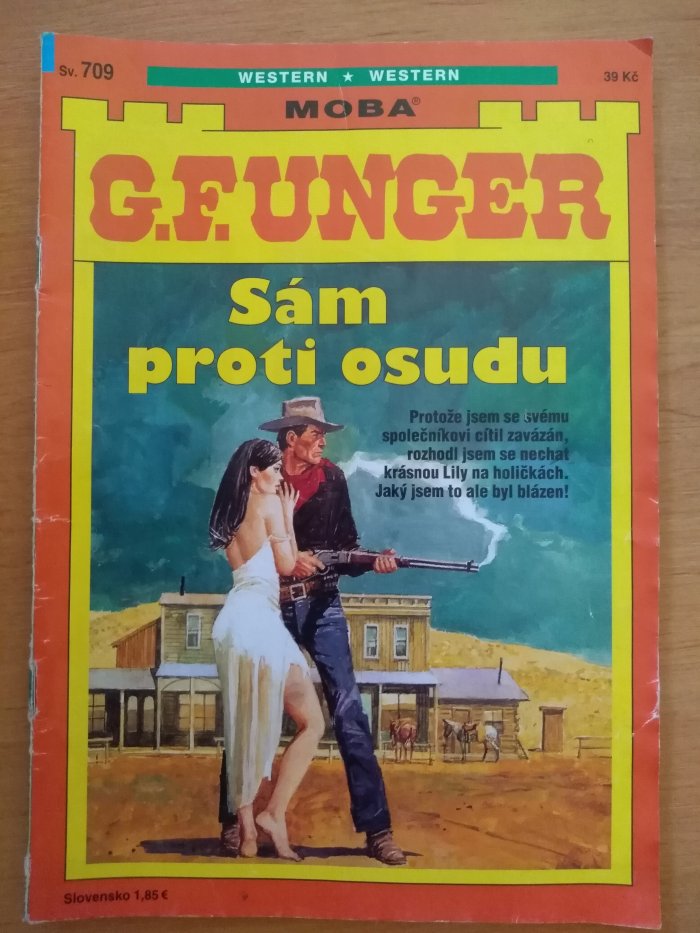 Sv. 709
WESTERN ★ WESTERN
39 Kč
MOBA®
G.F. UNGER
Sám
proti osudu
Protože jsem se svému
společníkovi cítil zavázán,
rozhodl jsem se nechat
krásnou Lily na holičkách.
Jaký jsem to ale byl blázen!
Slovensko 1,85 €